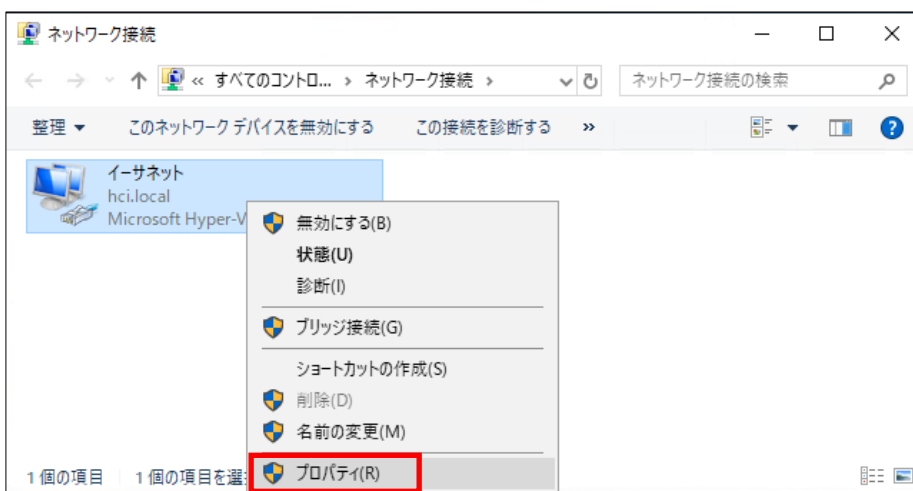 ネットワーク接続
« すべてのコントロ... › ネットワーク接続 ›
ネットワーク接続の検索
整理 このネットワーク デバイスを無効にする この接続を診断する »
イーサネット
hci.local
Microsoft Hyper-V
無効にする(B)
状態(U)
診断(I)
ブリッジ接続(G)
ショートカットの作成(S)
削除(D)
名前の変更(M)
プロパティ(R)
1 個の項目 1 個の項目を選